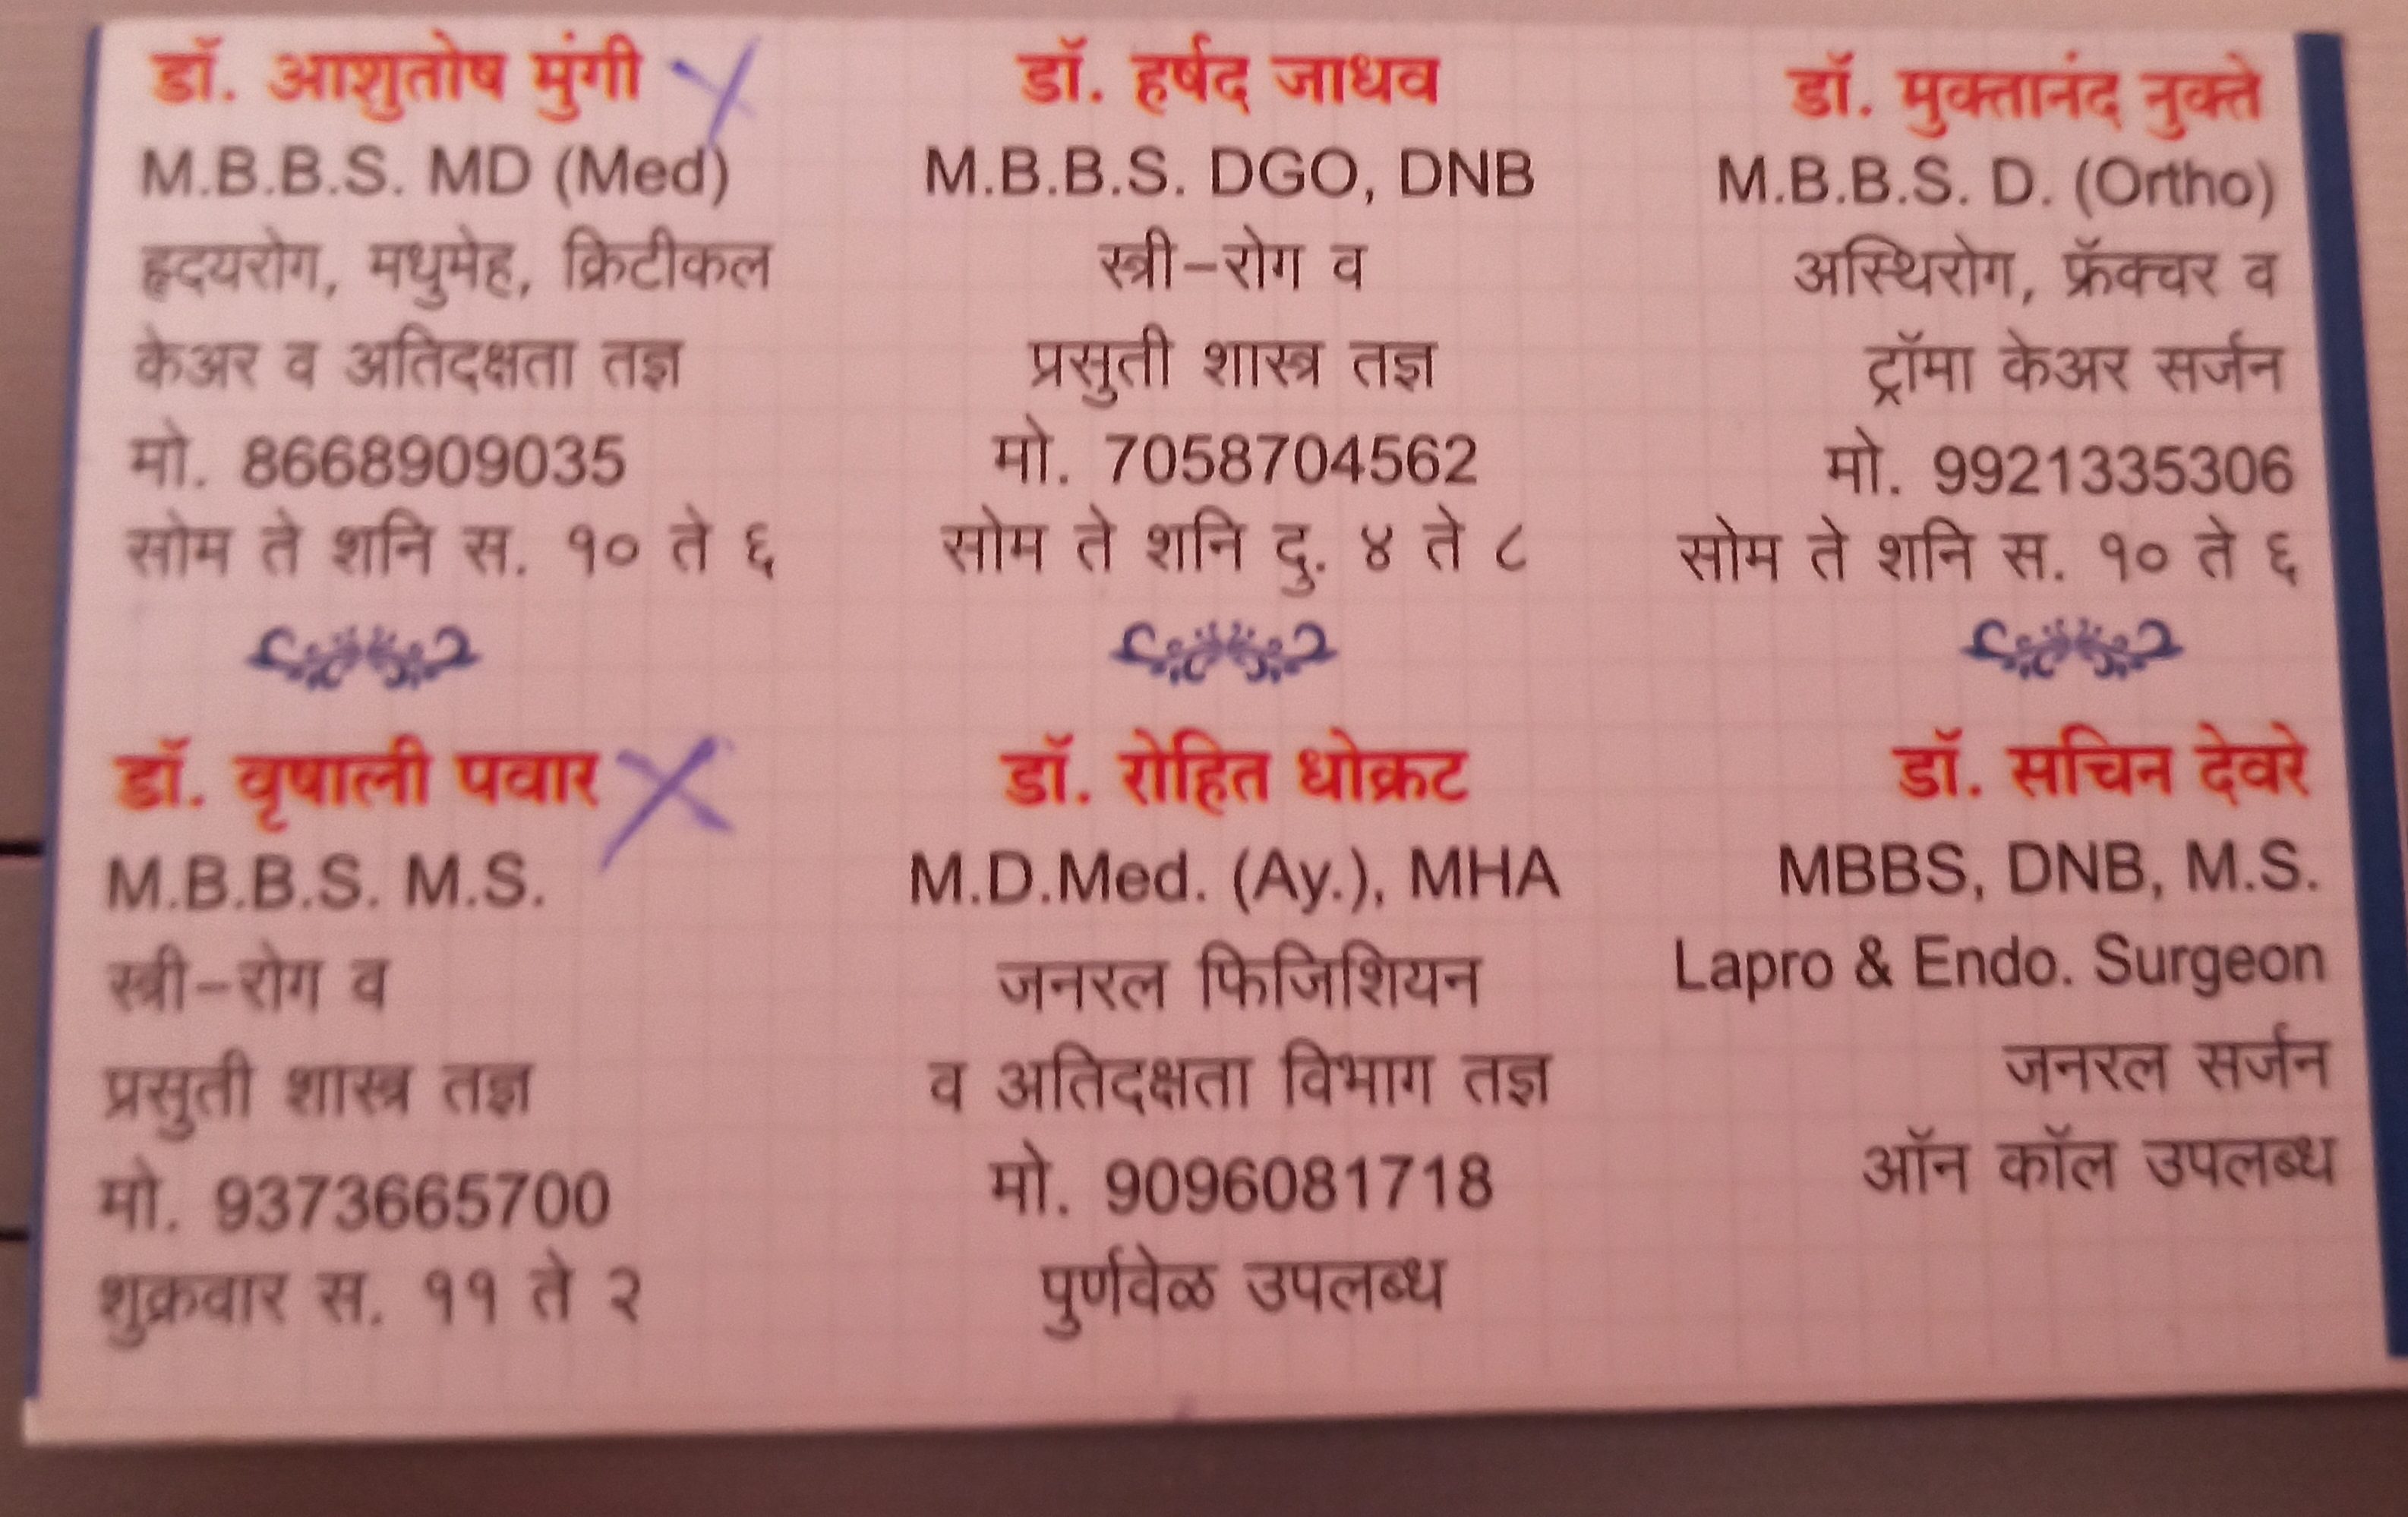 डॉ. आशुतोष मुंगी
M.B.B.S. MD (Med)
हृदयरोग, मधुमेह, क्रिटीकल
केअर व अतिदक्षता तज्ञ
मो. 8668909035
सोम ते शनि स. १० ते ६
डॉ. हर्षद जाधव
M.B.B.S. DGO, DNB
स्त्री-रोग व
प्रसुती शास्त्र तज्ञ
मो. 7058704562
सोम ते शनि दु. ४ ते ८
डॉ. मुक्तानंद नुक्ते
M.B.B.S. D. (Ortho)
अस्थिरोग, फ्रॅक्चर व
ट्रॉमा केअर सर्जन
मो. 9921335306
सोम ते शनि स. १० ते ६
डॉ. वृषाली पवार
M.B.B.S. M.S.
स्त्री-रोग व
प्रसुती शास्त्र तज्ञ
मो. 9373665700
शुक्रवार स. ११ ते २
डॉ. रोहित धोक्रट
M.D.Med. (Ay.), MHA
जनरल फिजिशियन
व अतिदक्षता विभाग तज्ञ
मो. 9096081718
पुर्णवेळ उपलब्ध
डॉ. सचिन देवरे
MBBS, DNB, M.S.
Lapro & Endo. Surgeon
जनरल सर्जन
ऑन कॉल उपलब्ध